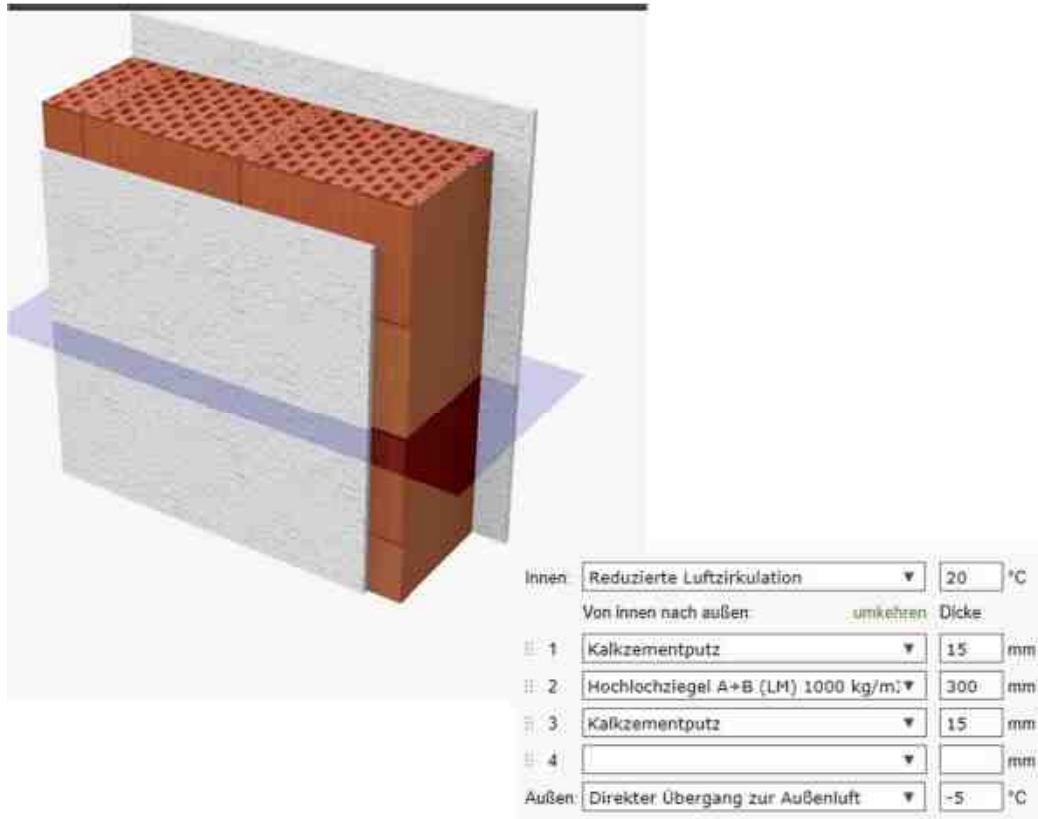 Innen: Reduzierte Luftzirkulation ▼ 20 °C
Von innen nach außen: umkehren Dicke
1 Kalkzementputz ▼ 15 mm
2 Hochlochziegel A+B (LM) 1000 kg/m ▼ 300 mm
3 Kalkzementputz ▼ 15 mm
4 ▼ mm
Außen: Direkter Übergang zur Außenluft ▼ -5 °C